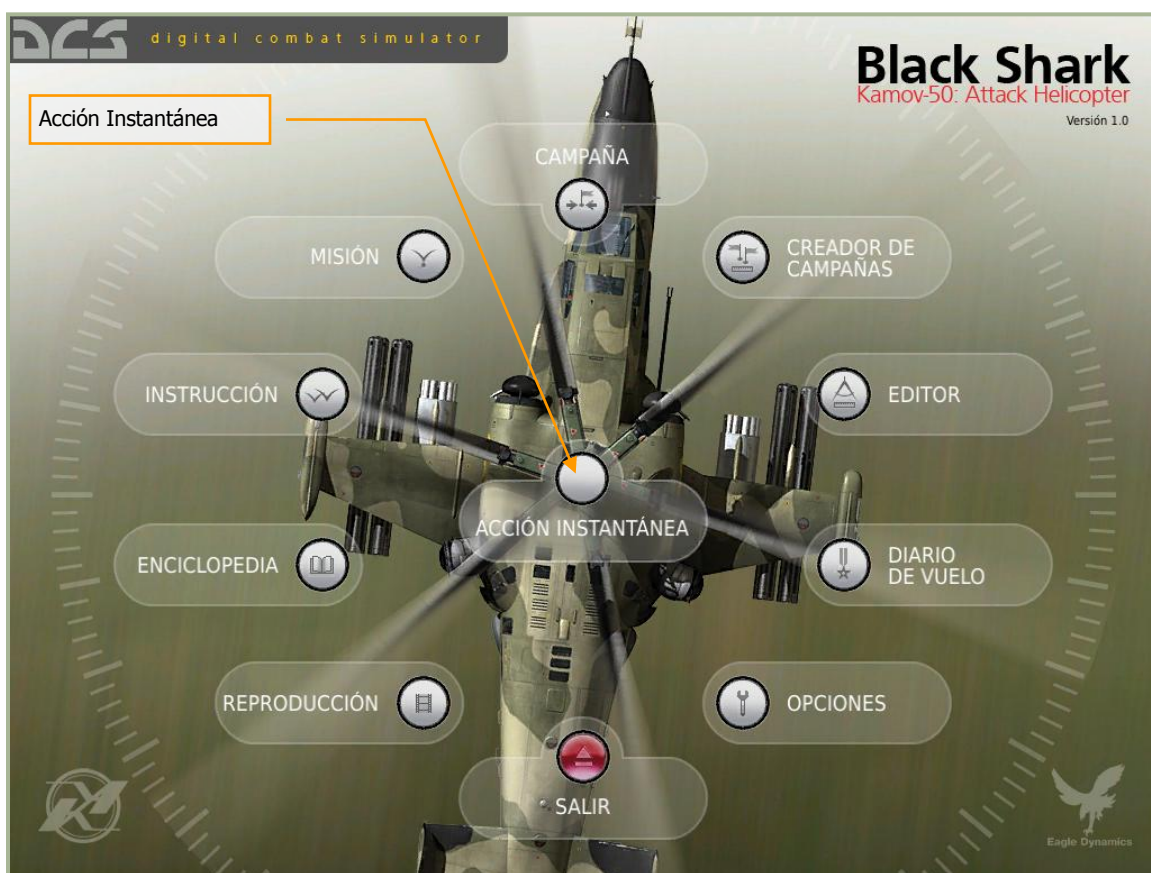 DCS digital combat simulator
Black Shark
Kamov-50: Attack Helicopter
Versión 1.0
Acción Instantánea
CAMPAÑA
MISIÓN
CREADOR DE
CAMPAÑAS
INSTRUCCIÓN
EDITOR
ACCIÓN INSTANTÁNEA
ENCICLOPEDIA
DIARIO
DE VUELO
REPRODUCCIÓN
OPCIONES
SALIR
Eagle Dynamics